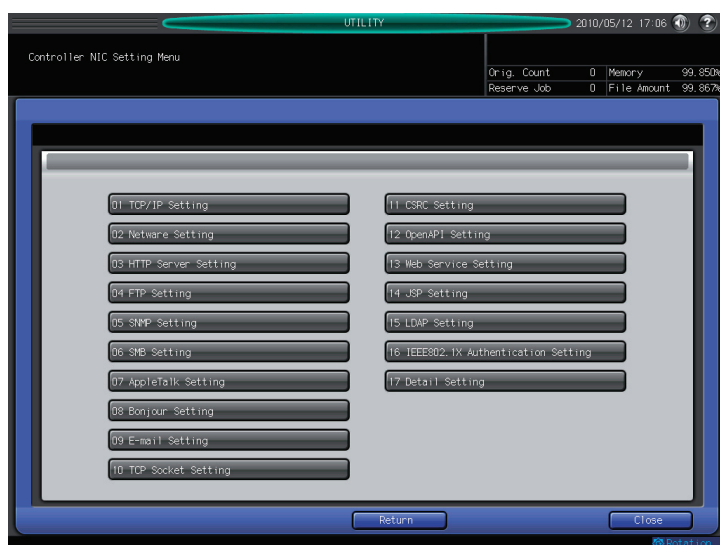 UTILITY
2010/05/12 17:06
Controller NIC Setting Menu
Orig. Count 0 Memory 99.850%
Reserve Job 0 File Amount 99.867%
01 TCP/IP Setting
02 Netware Setting
03 HTTP Server Setting
04 FTP Setting
05 SNMP Setting
06 SMB Setting
07 AppleTalk Setting
08 Bonjour Setting
09 E-mail Setting
10 TCP Socket Setting
11 CSRC Setting
12 OpenAPI Setting
13 Web Service Setting
14 JSP Setting
15 LDAP Setting
16 IEEE802.1X Authentication Setting
17 Detail Setting
Return
Close
Rotation